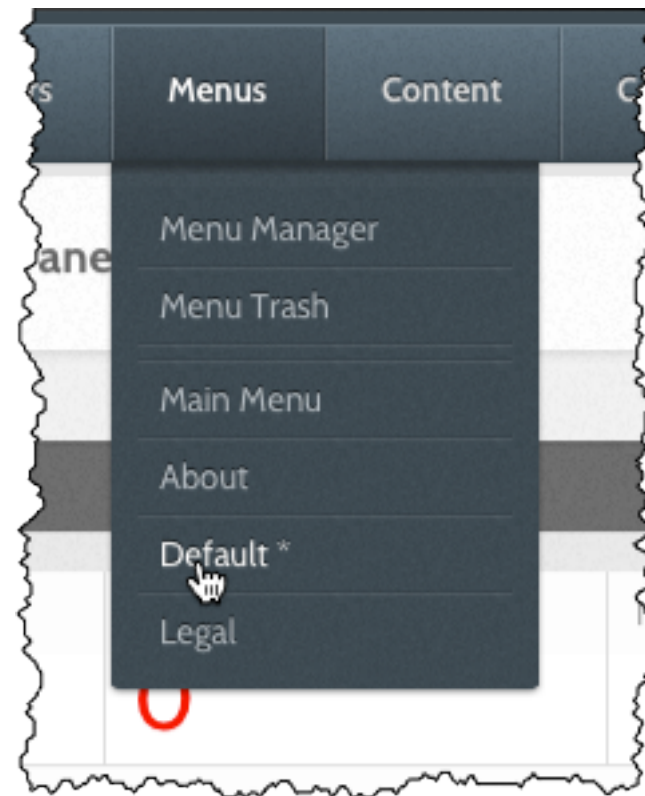 Menus Content
Menu Manager
Menu Trash
Main Menu
About
Default *
Legal